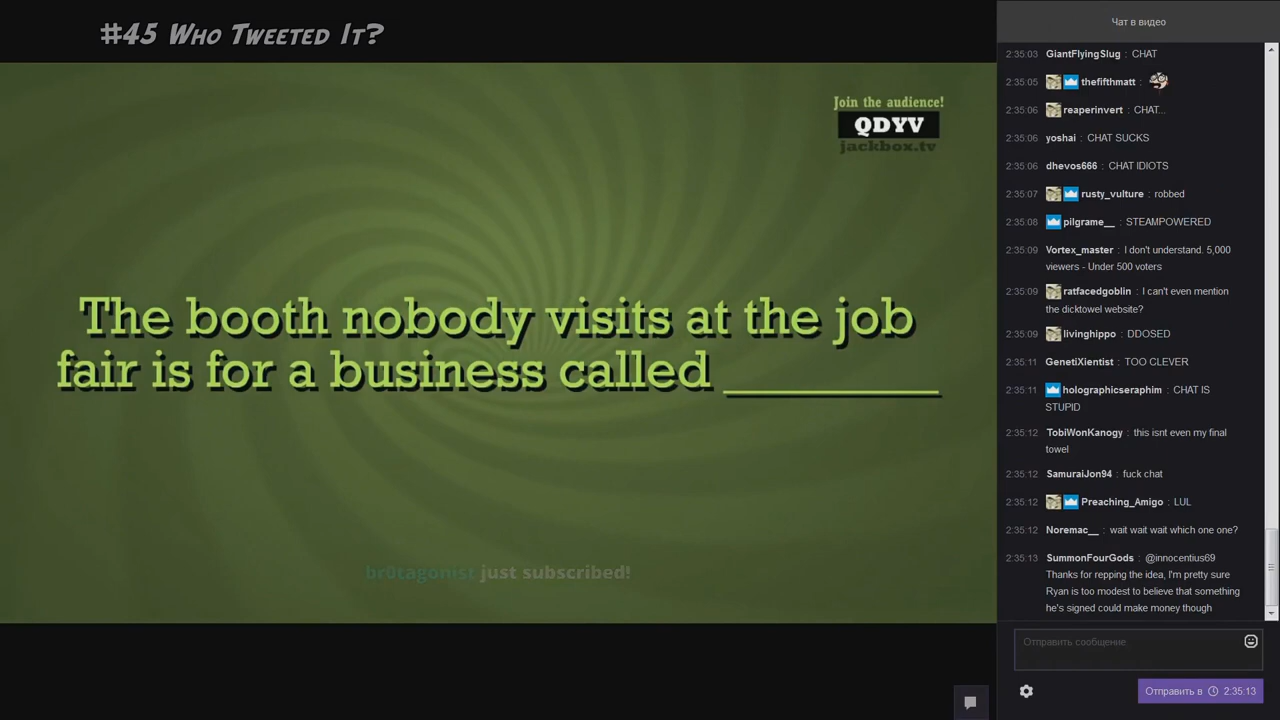 #45 Who Tweeted It?
Join the audience!
QDYV
jackbox.tv
The booth nobody visits at the job
fair is for a business called ________
br0tagonist just subscribed!
Чат в видео
2:35:03 GiantFlyingSlug : CHAT
2:35:05 thefifthmatt :
2:35:06 reaperinvert : CHAT...
2:35:06 yoshai : CHAT SUCKS
2:35:06 dhevos666 : CHAT IDIOTS
2:35:07 rusty_vulture : robbed
2:35:08 pilgrame__ : STEAMPOWERED
2:35:09 Vortex_master : I don't understand. 5,000
viewers - Under 500 voters
2:35:09 ratfacedgoblin : I can't even mention
the dicktowel website?
2:35:09 livinghippo : DDOSED
2:35:11 GenetiXientist : TOO CLEVER
2:35:11 holographicseraphim : CHAT IS
STUPID
2:35:12 TobiWonKanogy : this isnt even my final
towel
2:35:12 SamuraiJon94 : fuck chat
2:35:12 Preaching_Amigo : LUL
2:35:12 Noremac__ : wait wait wait which one one?
2:35:13 SummonFourGods : @innocentius69
Thanks for repping the idea, I'm pretty sure
Ryan is too modest to believe that something
he's signed could make money though
Отправить сообщение
Отправить в 2:35:13